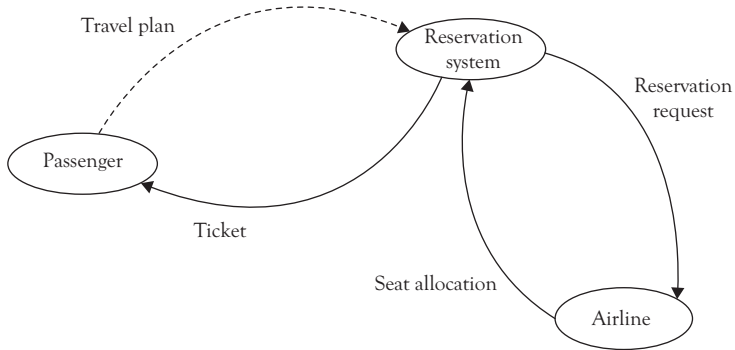 Travel plan
Reservation
system
Reservation
request
Passenger
Ticket
Seat allocation
Airline